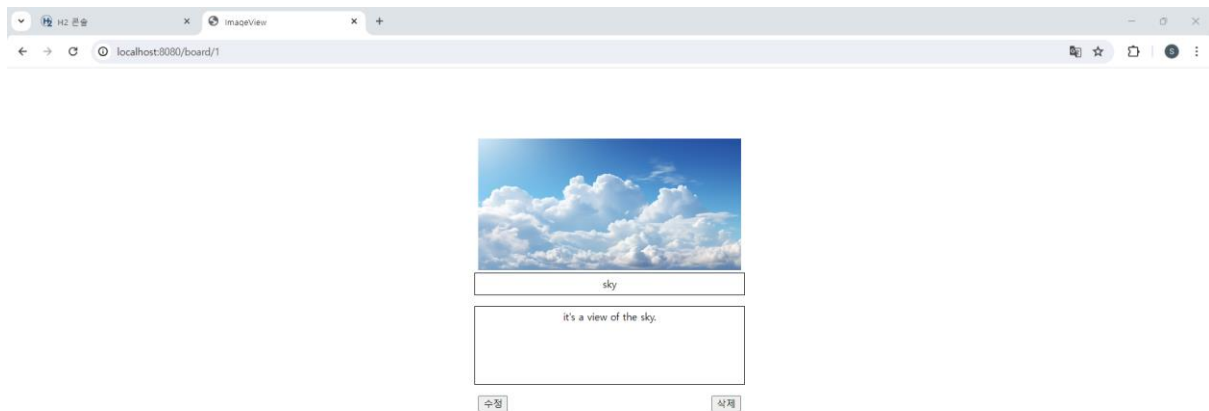 H2 콘솔
ImageView
localhost:8080/board/1
S
sky
it's a view of the sky.
수정
삭제